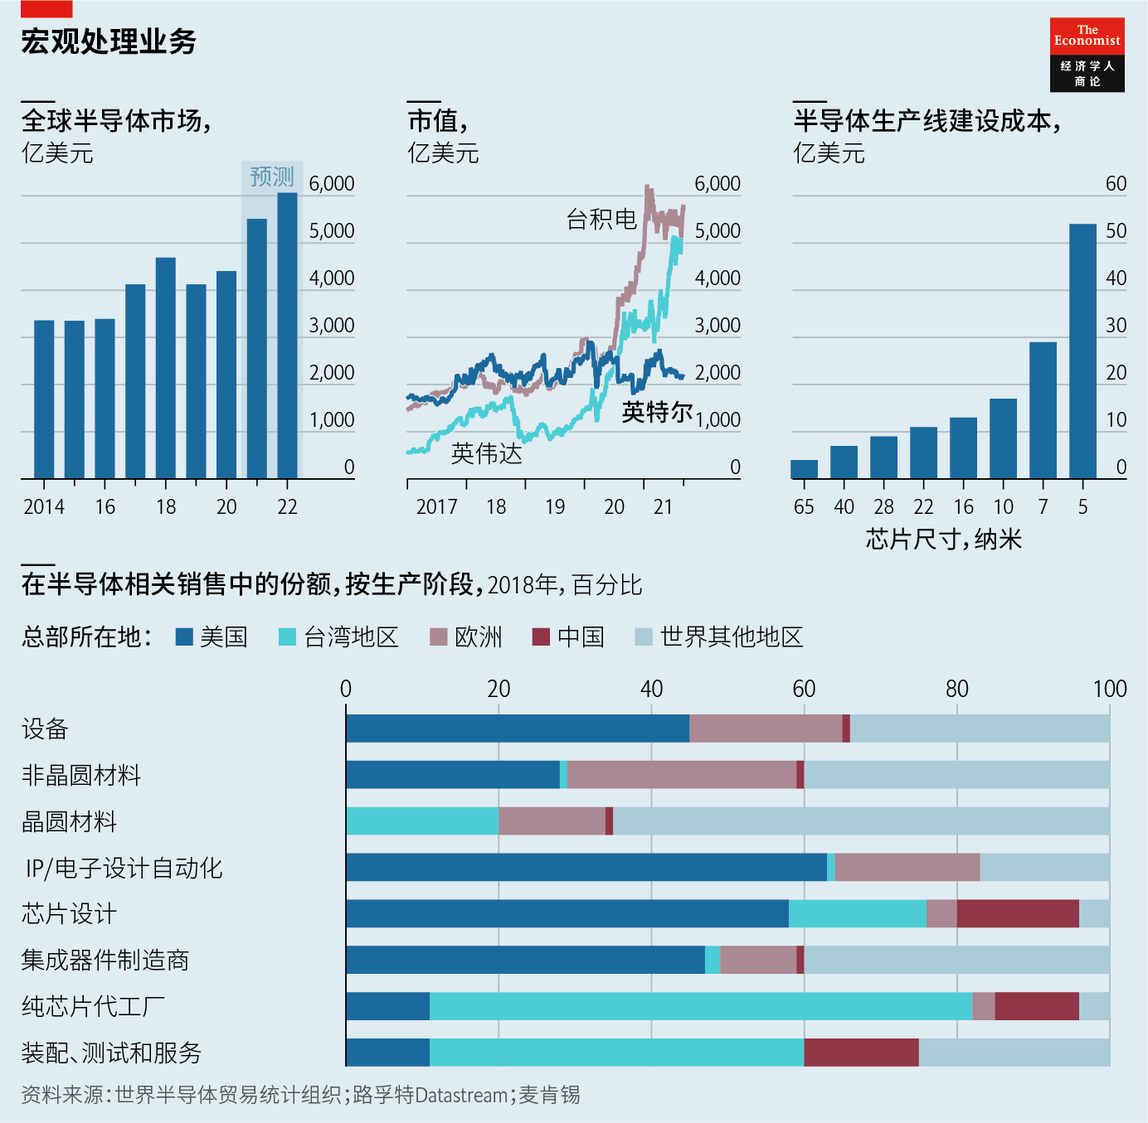 宏观处理业务
The
Economist
经济学人
商论
全球半导体市场，
亿美元
预测
6,000
5,000
4,000
3,000
2,000
1,000
0
2014 16 18 20 22
市值，
亿美元
台积电
英特尔
英伟达
6,000
5,000
4,000
3,000
2,000
1,000
0
2017 18 19 20 21
半导体生产线建设成本，
亿美元
60
50
40
30
20
10
0
65 40 28 22 16 10 7 5
芯片尺寸，纳米
在半导体相关销售中的份额，按生产阶段，2018年，百分比
总部所在地： 美国 台湾地区 欧洲 中国 世界其他地区
0 20 40 60 80 100
设备
非晶圆材料
晶圆材料
IP/电子设计自动化
芯片设计
集成器件制造商
纯芯片代工厂
装配、测试和服务
资料来源：世界半导体贸易统计组织；路孚特Datastream；麦肯锡